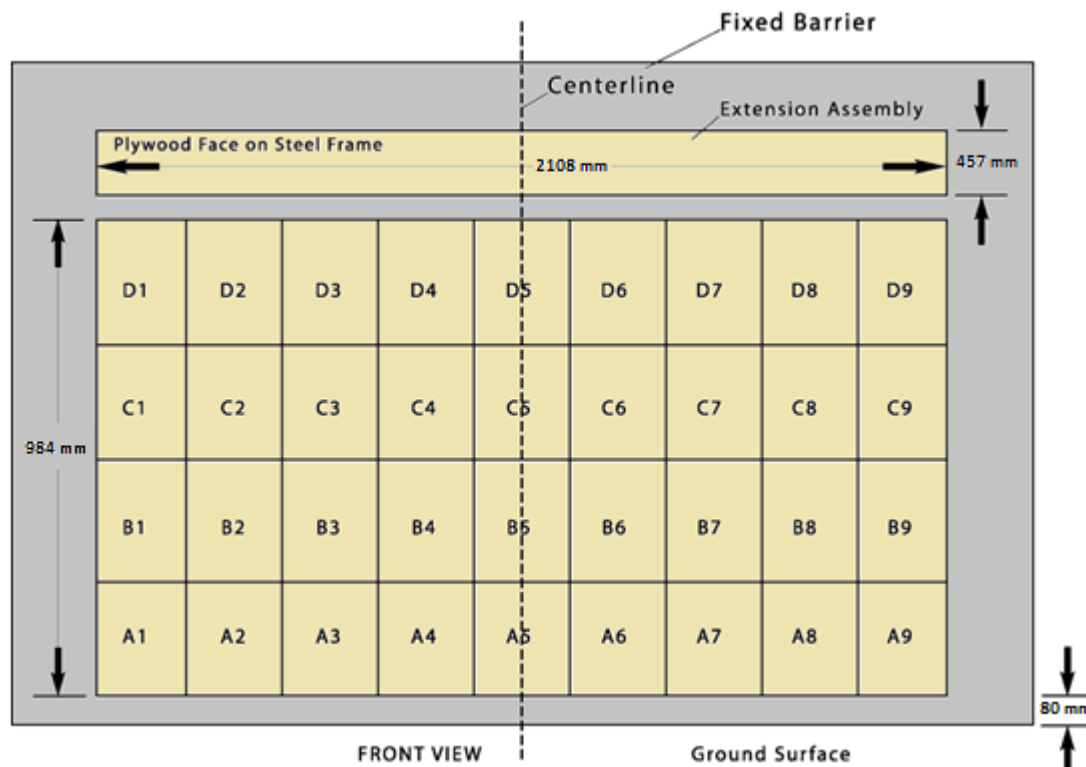 Fixed Barrier
Centerline
Extension Assembly
Plywood Face on Steel Frame
2108 mm
457 mm
D1 D2 D3 D4 D5 D6 D7 D8 D9
C1 C2 C3 C4 C5 C6 C7 C8 C9
984 mm
B1 B2 B3 B4 B5 B6 B7 B8 B9
A1 A2 A3 A4 A5 A6 A7 A8 A9
80 mm
FRONT VIEW Ground Surface